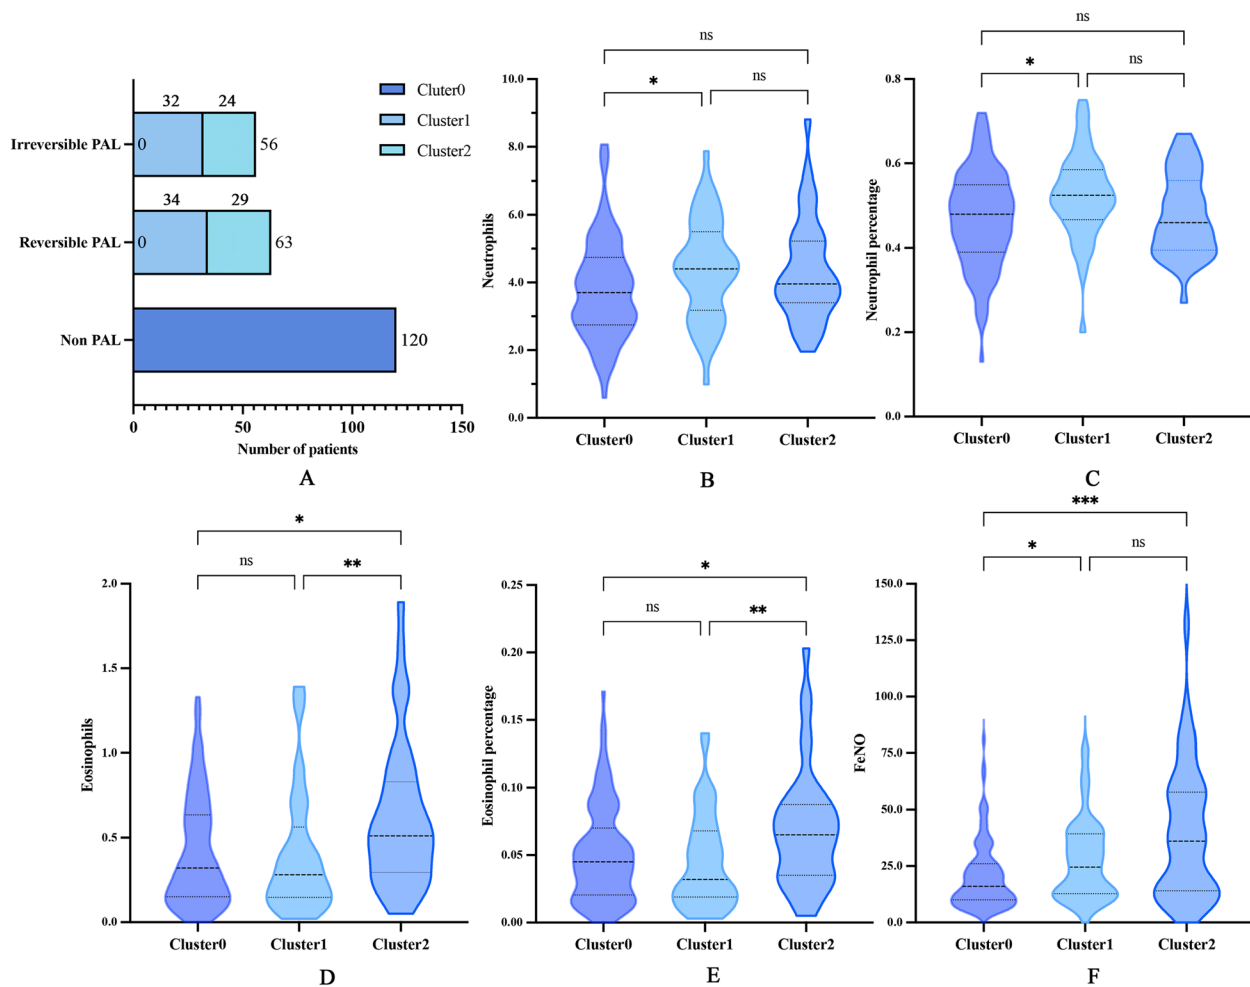 32 24
Irreversible PAL 0 56
34 29
Reversible PAL 0 63
Non PAL 120
0 50 100 150
Number of patients
Cluter0
Cluster1
Cluster2
A
ns
* ns
10.0
8.0
6.0
4.0
2.0
0.0
Neutrophils
Cluster0 Cluster1 Cluster2
B
ns
* ns
0.8
0.6
0.4
0.2
0.0
Neutrophil percentage
Cluster0 Cluster1 Cluster2
C
*
ns **
2.0
1.5
1.0
0.5
0.0
Eosinophils
Cluster0 Cluster1 Cluster2
D
*
ns **
0.25
0.20
0.15
0.10
0.05
0.00
Eosinophil percentage
Cluster0 Cluster1 Cluster2
E
***
* ns
150.0
125.0
100.0
75.0
50.0
25.0
0.0
FeNO
Cluster0 Cluster1 Cluster2
F